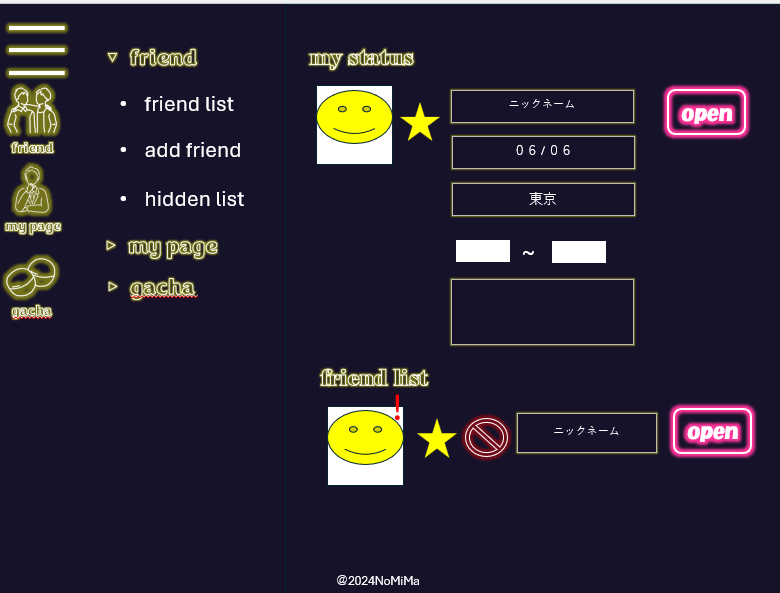 friend
my page
gacha
friend
friend list
add friend
hidden list
my page
gacha
my status
ニックネーム
06/06
東京
~
open
friend list
!
ニックネーム
open
@2024NoMiMa